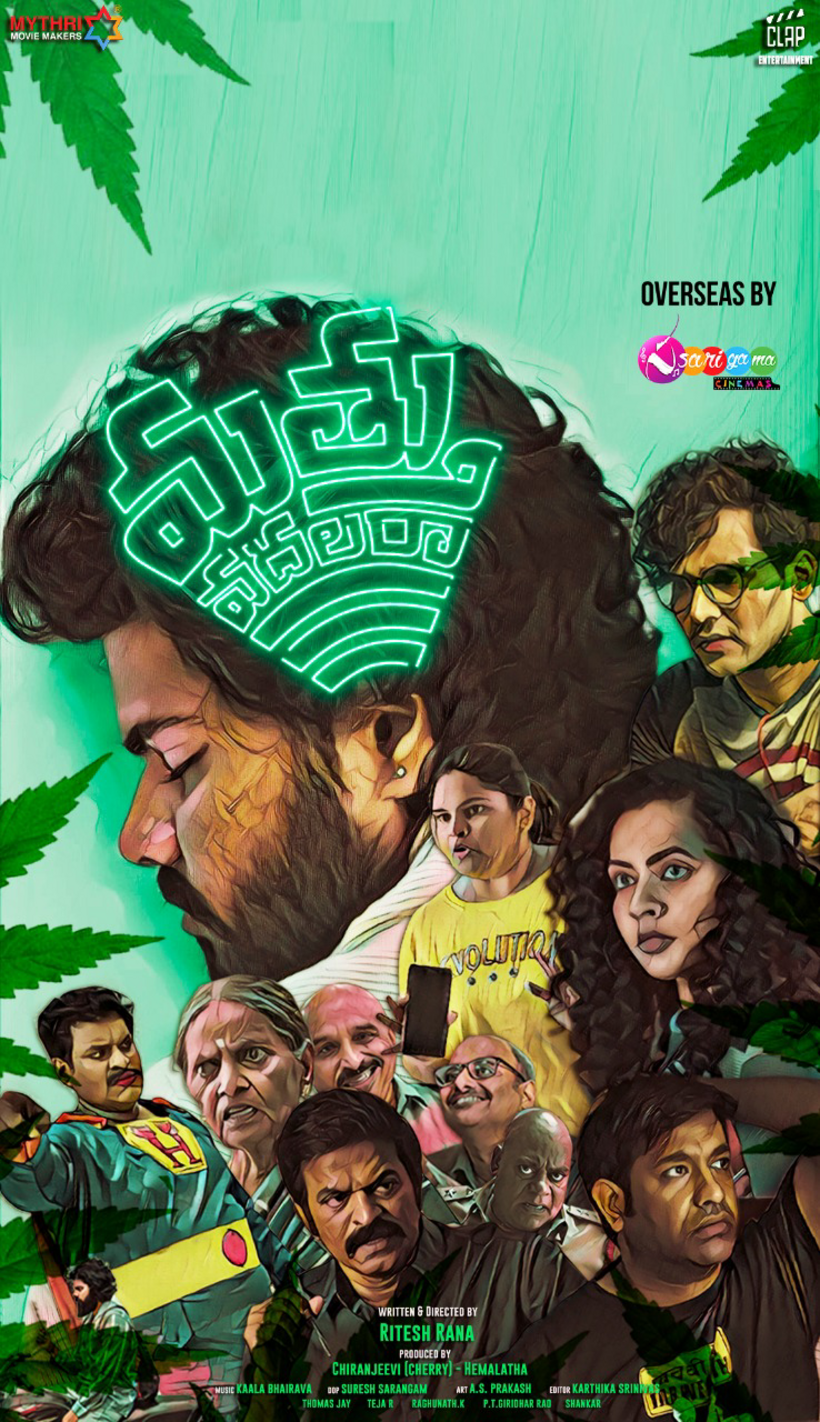 MYTHRI
MOVIE MAKERS
CLAP
ENTERTAINMENT
OVERSEAS BY
sarigama
CINEMAS
మత్తు
వదలరా
EVOLUTION
H
WRITTEN & DIRECTED BY
RITESH RANA
PRODUCED BY
CHIRANJEEVI (CHERRY) - HEMALATHA
MUSIC KAALA BHAIRAVA DOP SURESH SARANGAM ART A.S. PRAKASH EDITOR KARTHIKA SRINIVAS
THOMAS JAY TEJA R RAGHUNATH.K P.T.GIRIDHAR RAO SHANKAR